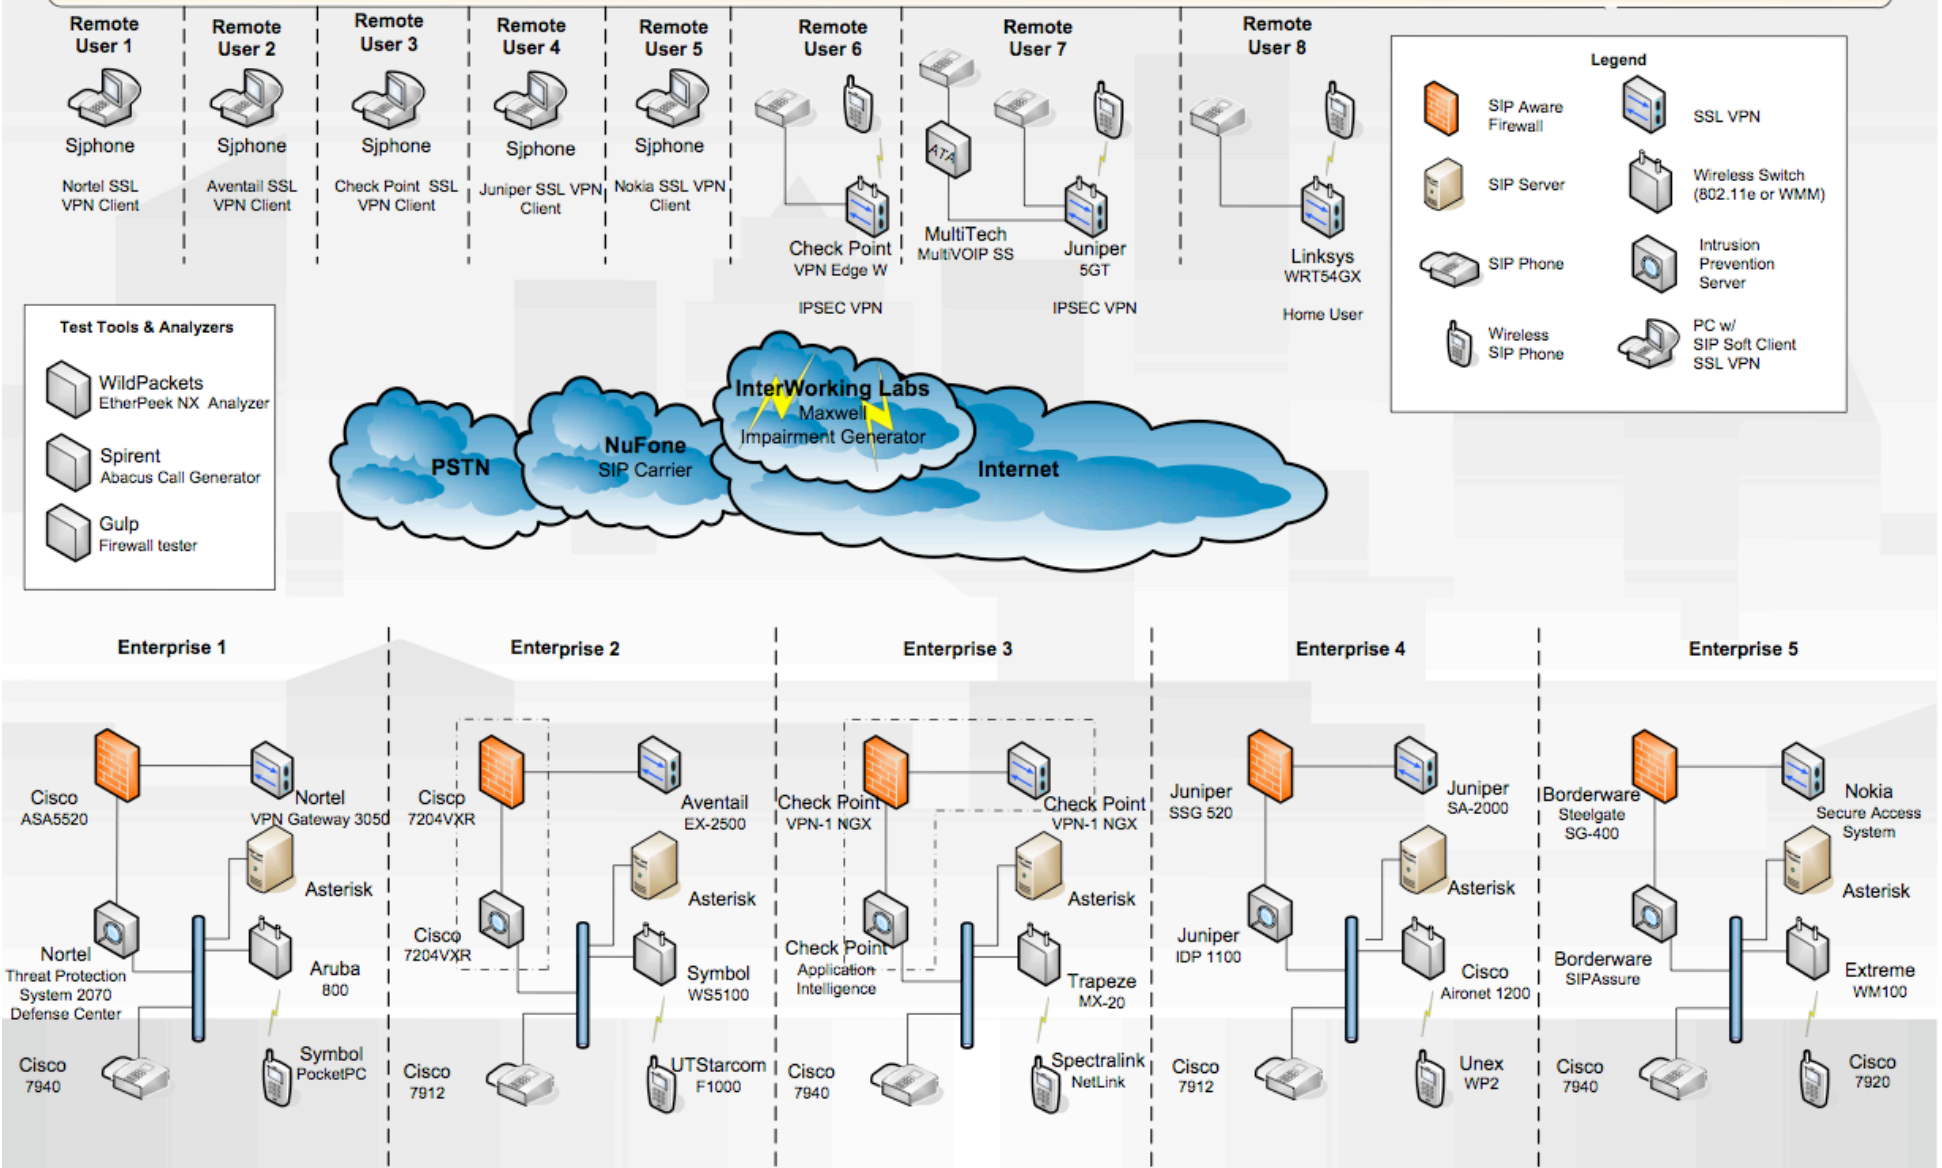 Remote
User 1
Sjphone
Nortel SSL
VPN Client
Remote
User 2
Sjphone
Aventail SSL
VPN Client
Remote
User 3
Sjphone
Check Point  SSL
VPN Client
Remote
User 4
Sjphone
Juniper SSL VPN
Client
Remote
User 5
Sjphone
Nokia SSL VPN
Client
Remote
User 6
Check Point
VPN Edge W
IPSEC VPN
Remote
User 7
ATA
MultiTech
MultiVOIP SS
Juniper
5GT
IPSEC VPN
Remote
User 8
Linksys
WRT54GX
Home User
Legend
SIP Aware
Firewall
SSL VPN
SIP Server
Wireless Switch
(802.11e or WMM)
SIP Phone
Intrusion
Prevention
Server
Wireless
SIP Phone
PC w/
SIP Soft Client
SSL VPN
Test Tools & Analyzers
WildPackets
EtherPeek NX  Analyzer
Spirent
Abacus Call Generator
Gulp
Firewall tester
PSTN
NuFone
SIP Carrier
InterWorking Labs
Maxwell
Impairment Generator
Internet
Enterprise 1
Cisco
ASA5520
Nortel
VPN Gateway 3050
Asterisk
Nortel
Threat Protection
System 2070
Defense Center
Aruba
800
Cisco
7940
Symbol
PocketPC
Enterprise 2
Cisco
7204VXR
Aventail
EX-2500
Asterisk
Cisco
7204VXR
Symbol
WS5100
Cisco
7912
UTStarcom
F1000
Enterprise 3
Check Point
VPN-1 NGX
Check Point
VPN-1 NGX
Asterisk
Check Point
Application
Intelligence
Trapeze
MX-20
Cisco
7940
Spectralink
NetLink
Enterprise 4
Juniper
SSG 520
Juniper
SA-2000
Asterisk
Juniper
IDP 1100
Cisco
Aironet 1200
Cisco
7912
Unex
WP2
Enterprise 5
Borderware
Steelgate
SG-400
Nokia
Secure Access
System
Asterisk
Borderware
SIPAssure
Extreme
WM100
Cisco
7940
Cisco
7920